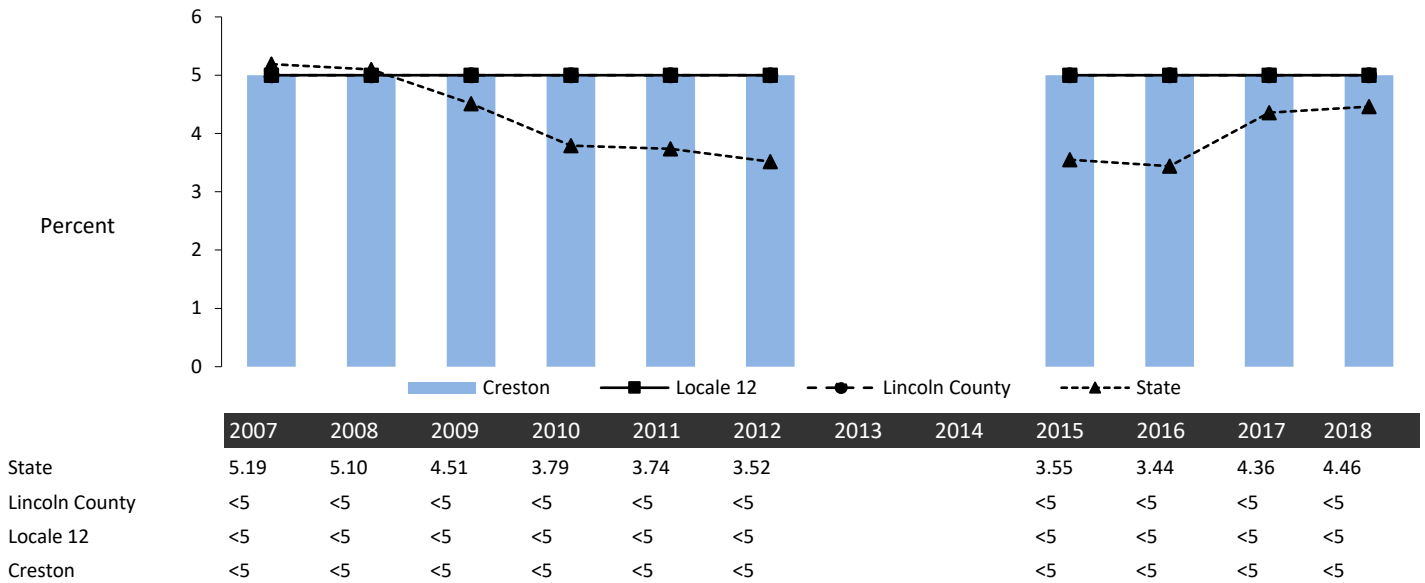 6
5
4
3
Percent
2
1
0
Creston Locale 12 Lincoln County State
2007 2008 2009 2010 2011 2012 2013 2014 2015 2016 2017 2018
State 5.19 5.10 4.51 3.79 3.74 3.52 3.55 3.44 4.36 4.46
Lincoln County <5 <5 <5 <5 <5 <5 <5 <5 <5 <5
Locale 12 <5 <5 <5 <5 <5 <5 <5 <5 <5 <5
Creston <5 <5 <5 <5 <5 <5 <5 <5 <5 <5